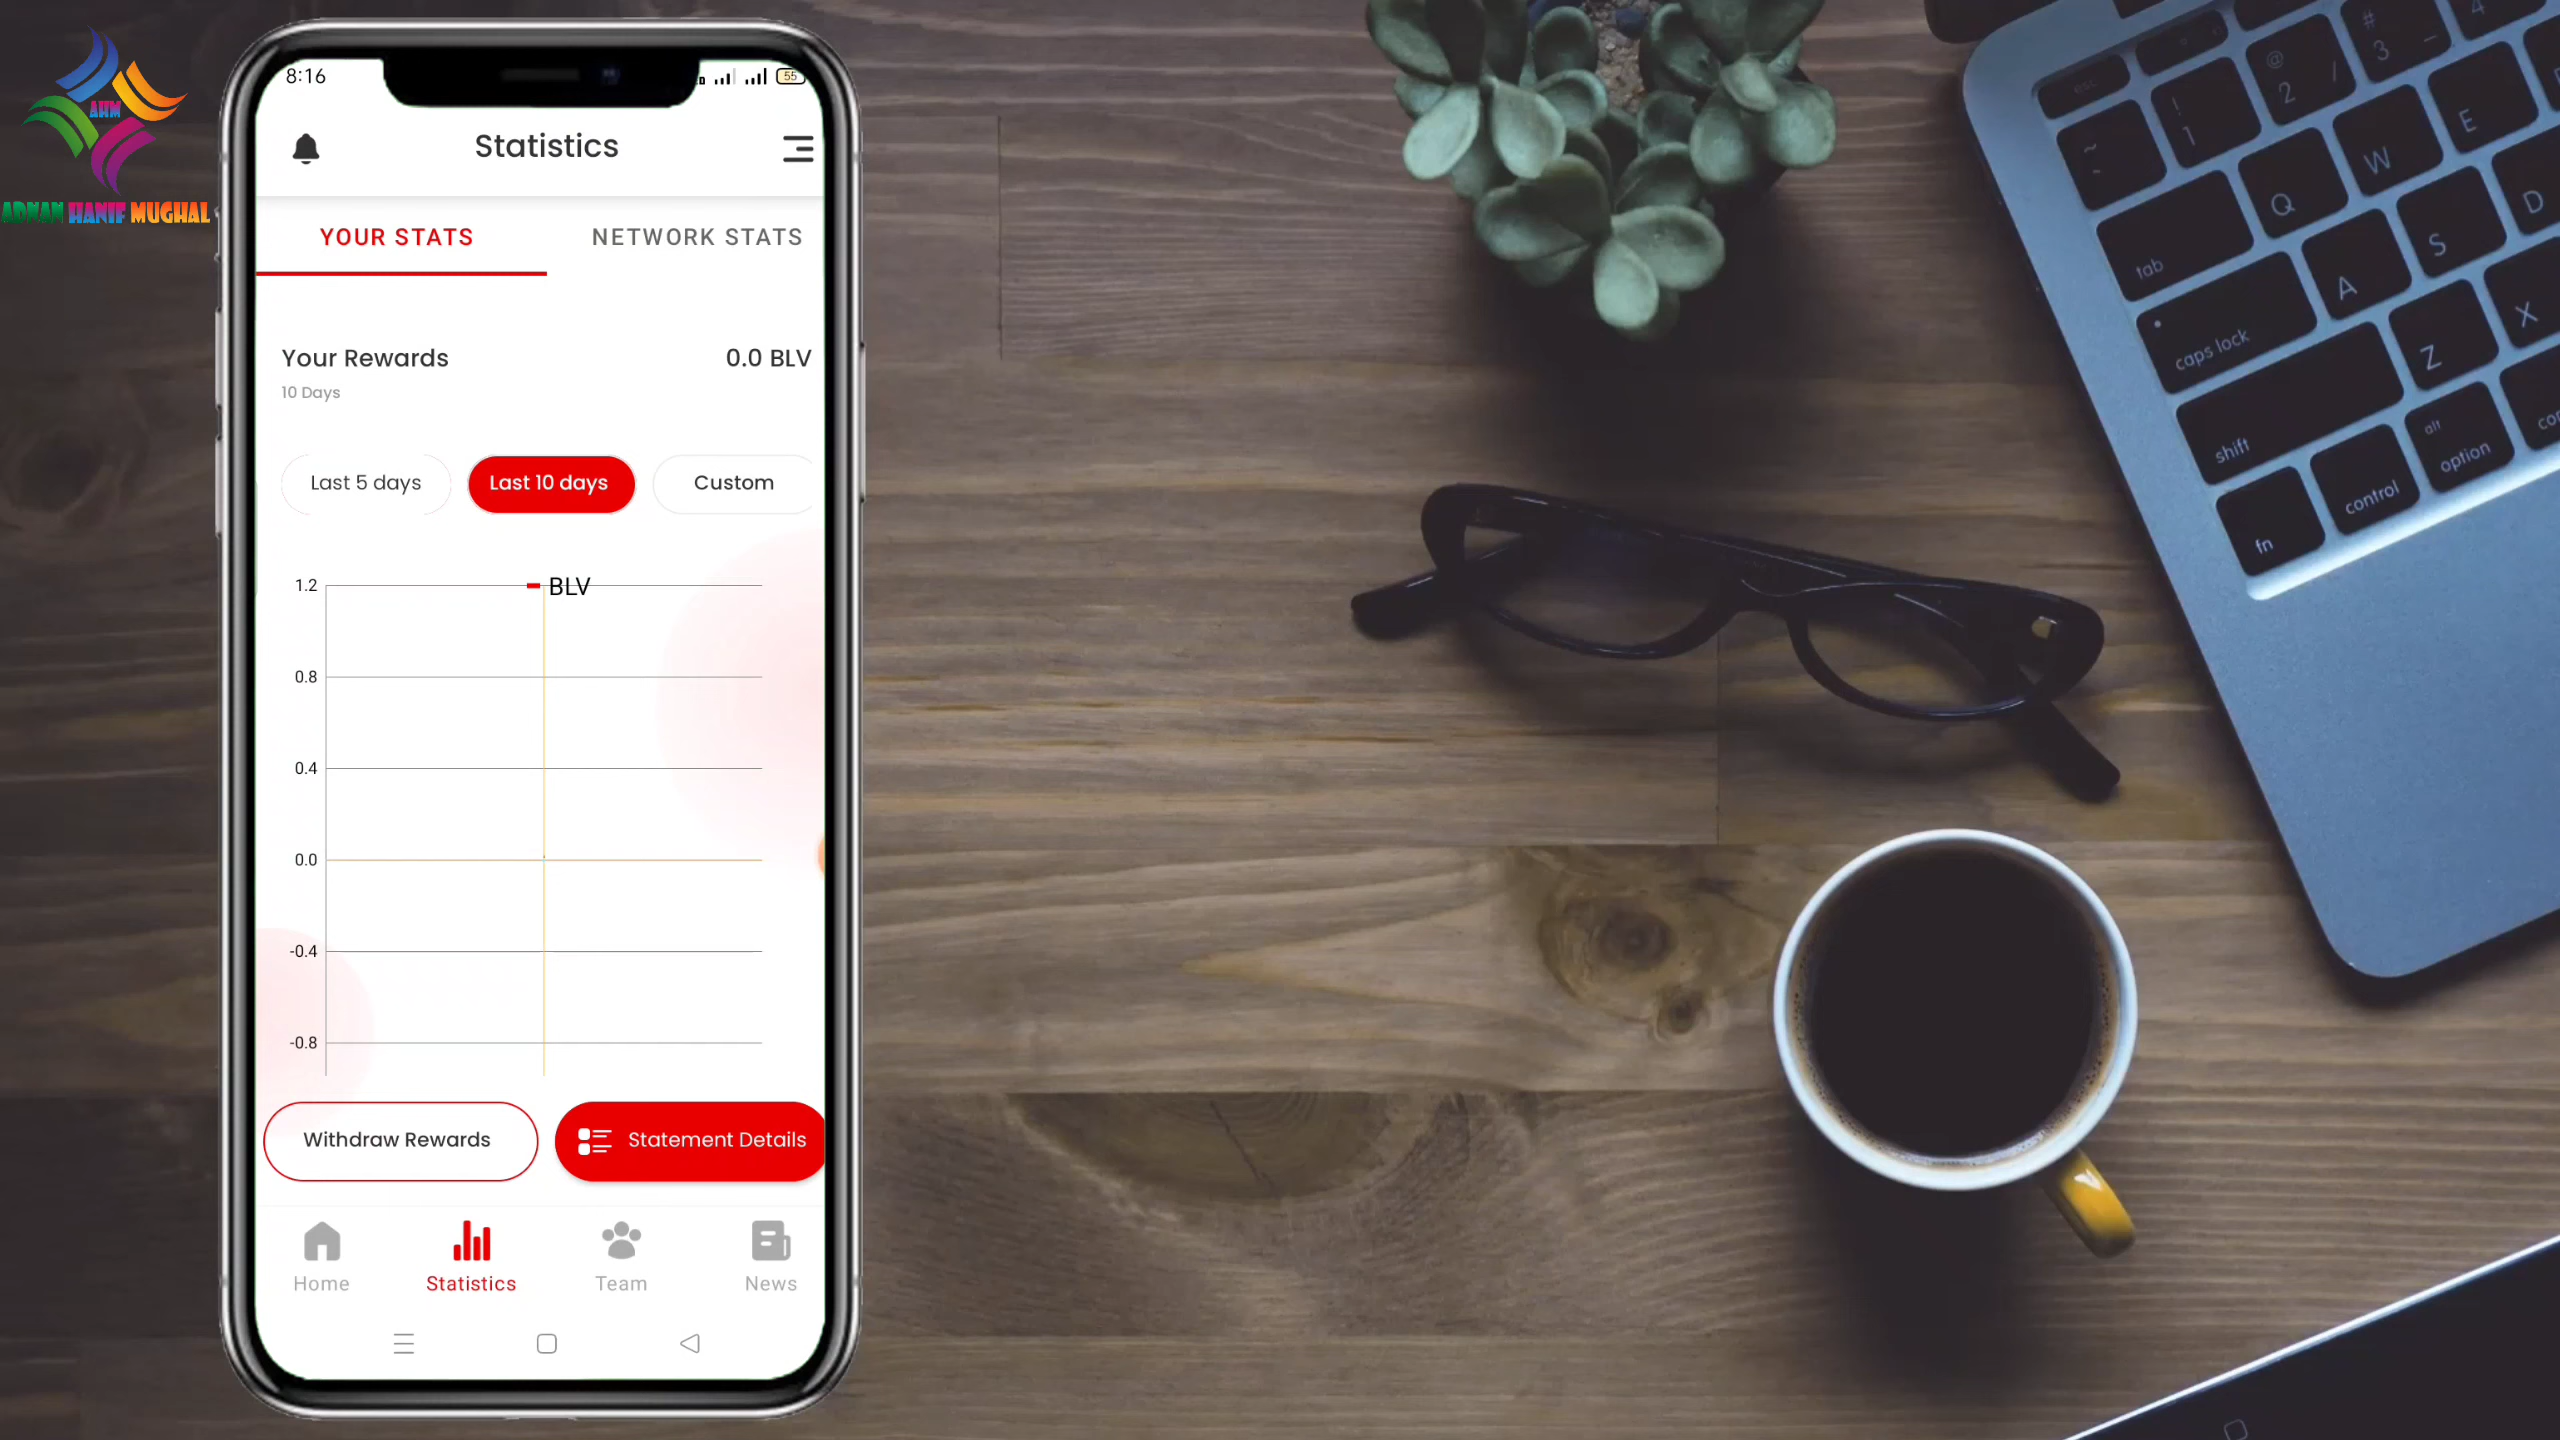 AHM
ADNAN HANIF MUGHAL
8:16
55
Statistics
YOUR STATS
NETWORK STATS
Your Rewards
0.0 BLV
10 Days
Last 5 days
Last 10 days
Custom
BLV
1.2
0.8
0.4
0.0
-0.4
-0.8
Withdraw Rewards
Statement Details
Home
Statistics
Team
News
esc
~
!
1
@
2
#
3
4
tab
Q
W
E
caps lock
A
S
D
shift
Z
X
fn
control
alt
option